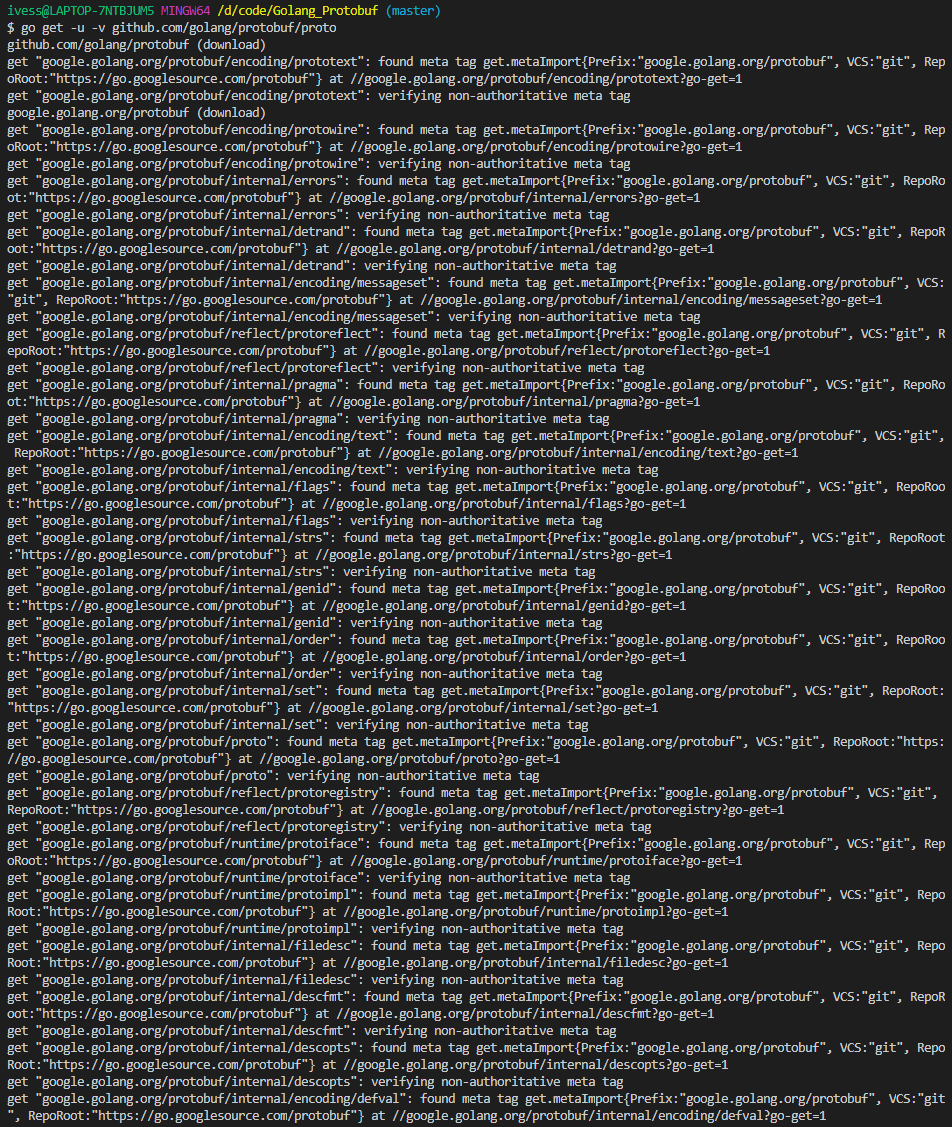 ivess@LAPTOP-7NTBJUM5 MINGW64 /d/code/Golang_Protobuf (master)
$ go get -u -v github.com/golang/protobuf/proto
github.com/golang/protobuf (download)
get "google.golang.org/protobuf/encoding/prototext": found meta tag get.metaImport{Prefix:"google.golang.org/protobuf", VCS:"git", Rep
oRoot:"https://go.googlesource.com/protobuf"} at //google.golang.org/protobuf/encoding/prototext?go-get=1
get "google.golang.org/protobuf/encoding/prototext": verifying non-authoritative meta tag
google.golang.org/protobuf (download)
get "google.golang.org/protobuf/encoding/protowire": found meta tag get.metaImport{Prefix:"google.golang.org/protobuf", VCS:"git", Rep
oRoot:"https://go.googlesource.com/protobuf"} at //google.golang.org/protobuf/encoding/protowire?go-get=1
get "google.golang.org/protobuf/encoding/protowire": verifying non-authoritative meta tag
get "google.golang.org/protobuf/internal/errors": found meta tag get.metaImport{Prefix:"google.golang.org/protobuf", VCS:"git", RepoRo
ot:"https://go.googlesource.com/protobuf"} at //google.golang.org/protobuf/internal/errors?go-get=1
get "google.golang.org/protobuf/internal/errors": verifying non-authoritative meta tag
get "google.golang.org/protobuf/internal/detrand": found meta tag get.metaImport{Prefix:"google.golang.org/protobuf", VCS:"git", RepoR
oot:"https://go.googlesource.com/protobuf"} at //google.golang.org/protobuf/internal/detrand?go-get=1
get "google.golang.org/protobuf/internal/detrand": verifying non-authoritative meta tag
get "google.golang.org/protobuf/internal/encoding/messageset": found meta tag get.metaImport{Prefix:"google.golang.org/protobuf", VCS:
"git", RepoRoot:"https://go.googlesource.com/protobuf"} at //google.golang.org/protobuf/internal/encoding/messageset?go-get=1
get "google.golang.org/protobuf/internal/encoding/messageset": verifying non-authoritative meta tag
get "google.golang.org/protobuf/reflect/protoreflect": found meta tag get.metaImport{Prefix:"google.golang.org/protobuf", VCS:"git", R
epoRoot:"https://go.googlesource.com/protobuf"} at //google.golang.org/protobuf/reflect/protoreflect?go-get=1
get "google.golang.org/protobuf/reflect/protoreflect": verifying non-authoritative meta tag
get "google.golang.org/protobuf/internal/pragma": found meta tag get.metaImport{Prefix:"google.golang.org/protobuf", VCS:"git", RepoRo
ot:"https://go.googlesource.com/protobuf"} at //google.golang.org/protobuf/internal/pragma?go-get=1
get "google.golang.org/protobuf/internal/pragma": verifying non-authoritative meta tag
get "google.golang.org/protobuf/internal/encoding/text": found meta tag get.metaImport{Prefix:"google.golang.org/protobuf", VCS:"git",
 RepoRoot:"https://go.googlesource.com/protobuf"} at //google.golang.org/protobuf/internal/encoding/text?go-get=1
get "google.golang.org/protobuf/internal/encoding/text": verifying non-authoritative meta tag
get "google.golang.org/protobuf/internal/flags": found meta tag get.metaImport{Prefix:"google.golang.org/protobuf", VCS:"git", RepoRoo
t:"https://go.googlesource.com/protobuf"} at //google.golang.org/protobuf/internal/flags?go-get=1
get "google.golang.org/protobuf/internal/flags": verifying non-authoritative meta tag
get "google.golang.org/protobuf/internal/strs": found meta tag get.metaImport{Prefix:"google.golang.org/protobuf", VCS:"git", RepoRoot
:"https://go.googlesource.com/protobuf"} at //google.golang.org/protobuf/internal/strs?go-get=1
get "google.golang.org/protobuf/internal/strs": verifying non-authoritative meta tag
get "google.golang.org/protobuf/internal/genid": found meta tag get.metaImport{Prefix:"google.golang.org/protobuf", VCS:"git", RepoRoo
t:"https://go.googlesource.com/protobuf"} at //google.golang.org/protobuf/internal/genid?go-get=1
get "google.golang.org/protobuf/internal/genid": verifying non-authoritative meta tag
get "google.golang.org/protobuf/internal/order": found meta tag get.metaImport{Prefix:"google.golang.org/protobuf", VCS:"git", RepoRoo
t:"https://go.googlesource.com/protobuf"} at //google.golang.org/protobuf/internal/order?go-get=1
get "google.golang.org/protobuf/internal/order": verifying non-authoritative meta tag
get "google.golang.org/protobuf/internal/set": found meta tag get.metaImport{Prefix:"google.golang.org/protobuf", VCS:"git", RepoRoot:
"https://go.googlesource.com/protobuf"} at //google.golang.org/protobuf/internal/set?go-get=1
get "google.golang.org/protobuf/internal/set": verifying non-authoritative meta tag
get "google.golang.org/protobuf/proto": found meta tag get.metaImport{Prefix:"google.golang.org/protobuf", VCS:"git", RepoRoot:"https:
//go.googlesource.com/protobuf"} at //google.golang.org/protobuf/proto?go-get=1
get "google.golang.org/protobuf/proto": verifying non-authoritative meta tag
get "google.golang.org/protobuf/reflect/protoregistry": found meta tag get.metaImport{Prefix:"google.golang.org/protobuf", VCS:"git",
RepoRoot:"https://go.googlesource.com/protobuf"} at //google.golang.org/protobuf/reflect/protoregistry?go-get=1
get "google.golang.org/protobuf/reflect/protoregistry": verifying non-authoritative meta tag
get "google.golang.org/protobuf/runtime/protoiface": found meta tag get.metaImport{Prefix:"google.golang.org/protobuf", VCS:"git", Rep
oRoot:"https://go.googlesource.com/protobuf"} at //google.golang.org/protobuf/runtime/protoiface?go-get=1
get "google.golang.org/protobuf/runtime/protoiface": verifying non-authoritative meta tag
get "google.golang.org/protobuf/runtime/protoimpl": found meta tag get.metaImport{Prefix:"google.golang.org/protobuf", VCS:"git", Repo
Root:"https://go.googlesource.com/protobuf"} at //google.golang.org/protobuf/runtime/protoimpl?go-get=1
get "google.golang.org/protobuf/runtime/protoimpl": verifying non-authoritative meta tag
get "google.golang.org/protobuf/internal/filedesc": found meta tag get.metaImport{Prefix:"google.golang.org/protobuf", VCS:"git", Repo
Root:"https://go.googlesource.com/protobuf"} at //google.golang.org/protobuf/internal/filedesc?go-get=1
get "google.golang.org/protobuf/internal/filedesc": verifying non-authoritative meta tag
get "google.golang.org/protobuf/internal/descfmt": found meta tag get.metaImport{Prefix:"google.golang.org/protobuf", VCS:"git", RepoR
oot:"https://go.googlesource.com/protobuf"} at //google.golang.org/protobuf/internal/descfmt?go-get=1
get "google.golang.org/protobuf/internal/descfmt": verifying non-authoritative meta tag
get "google.golang.org/protobuf/internal/descopts": found meta tag get.metaImport{Prefix:"google.golang.org/protobuf", VCS:"git", Repo
Root:"https://go.googlesource.com/protobuf"} at //google.golang.org/protobuf/internal/descopts?go-get=1
get "google.golang.org/protobuf/internal/descopts": verifying non-authoritative meta tag
get "google.golang.org/protobuf/internal/encoding/defval": found meta tag get.metaImport{Prefix:"google.golang.org/protobuf", VCS:"git
", RepoRoot:"https://go.googlesource.com/protobuf"} at //google.golang.org/protobuf/internal/encoding/defval?go-get=1